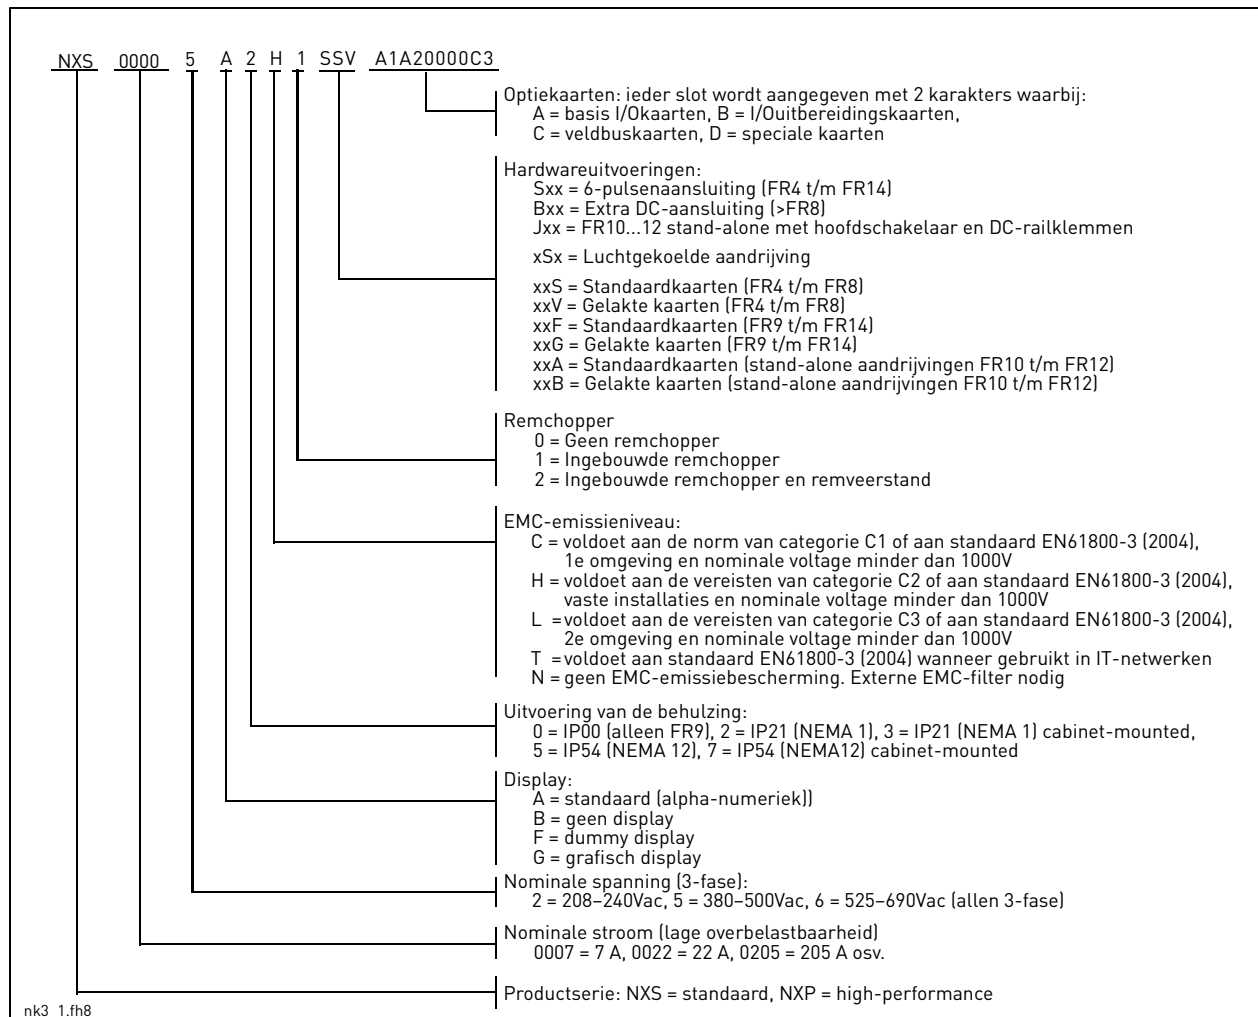 NXS 0000 5 A 2 H 1 SSV A1A20000C3
Optiekaarten: ieder slot wordt aangegeven met 2 karakters waarbij:
A = basis I/Okaarten, B = I/Ouitbereidingskaarten,
C = veldbuskaarten, D = speciale kaarten
Hardwareuitvoeringen:
Sxx = 6-pulsenaansluiting (FR4 t/m FR14)
Bxx = Extra DC-aansluiting (>FR8)
Jxx = FR10...12 stand-alone met hoofdschakelaar en DC-railklemmen
xSx = Luchtgekoelde aandrijving
xxS = Standaardkaarten (FR4 t/m FR8)
xxV = Gelakte kaarten (FR4 t/m FR8)
xxF = Standaardkaarten (FR9 t/m FR14)
xxG = Gelakte kaarten (FR9 t/m FR14)
xxA = Standaardkaarten (stand-alone aandrijvingen FR10 t/m FR12)
xxB = Gelakte kaarten (stand-alone aandrijvingen FR10 t/m FR12)
Remchopper
0 = Geen remchopper
1 = Ingebouwde remchopper
2 = Ingebouwde remchopper en remveerstand
EMC-emissieniveau:
C = voldoet aan de norm van categorie C1 of aan standaard EN61800-3 (2004),
1e omgeving en nominale voltage minder dan 1000V
H = voldoet aan de vereisten van categorie C2 of aan standaard EN61800-3 (2004),
vaste installaties en nominale voltage minder dan 1000V
L =voldoet aan de vereisten van categorie C3 of aan standaard EN61800-3 (2004),
2e omgeving en nominale voltage minder dan 1000V
T =voldoet aan standaard EN61800-3 (2004) wanneer gebruikt in IT-netwerken
N = geen EMC-emissiebescherming. Externe EMC-filter nodig
Uitvoering van de behulzing:
0 = IP00 (alleen FR9), 2 = IP21 (NEMA 1), 3 = IP21 (NEMA 1) cabinet-mounted,
5 = IP54 (NEMA 12), 7 = IP54 (NEMA12) cabinet-mounted
Display:
A = standaard (alpha-numeriek))
B = geen display
F = dummy display
G = grafisch display
Nominale spanning (3-fase):
2 = 208–240Vac, 5 = 380–500Vac, 6 = 525–690Vac (allen 3-fase)
Nominale stroom (lage overbelastbaarheid)
0007 = 7 A, 0022 = 22 A, 0205 = 205 A osv.
Productserie: NXS = standaard, NXP = high-performance
nk3_1.fh8